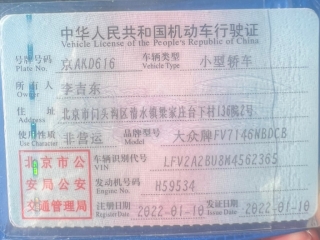 中华人民共和国机动车行驶证
Vehicle License of the People's Republic of China
号牌号码 京AKD616 车辆类型 小型轿车
Plate No. Vehicle Type
所有人 李吉东
Owner
住址 北京市门头沟区清水镇梁家庄台下村136院2号
Address
使用性质 非营运 品牌型号 大众牌FV7146NBDCB
Use Character Model
北京市公安局公安交通管理局
车辆识别代号 LFV2A2BU8N4562365
VIN
发动机号码 H59534
Engine No.
注册日期 2022-01-10 发证日期 2022-01-10
Register Date Issue Date